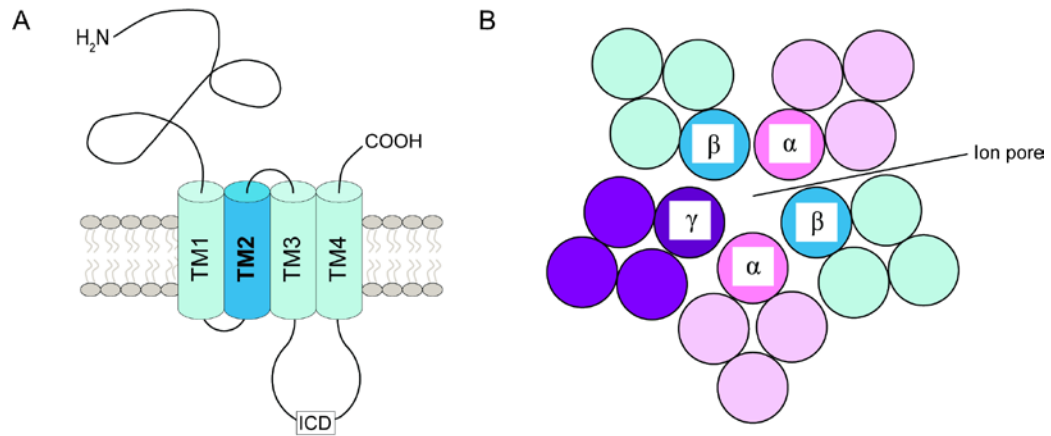 A
H₂N
COOH
TM1
TM2
TM3
TM4
ICD
B
β
α
Ion pore
γ
β
α